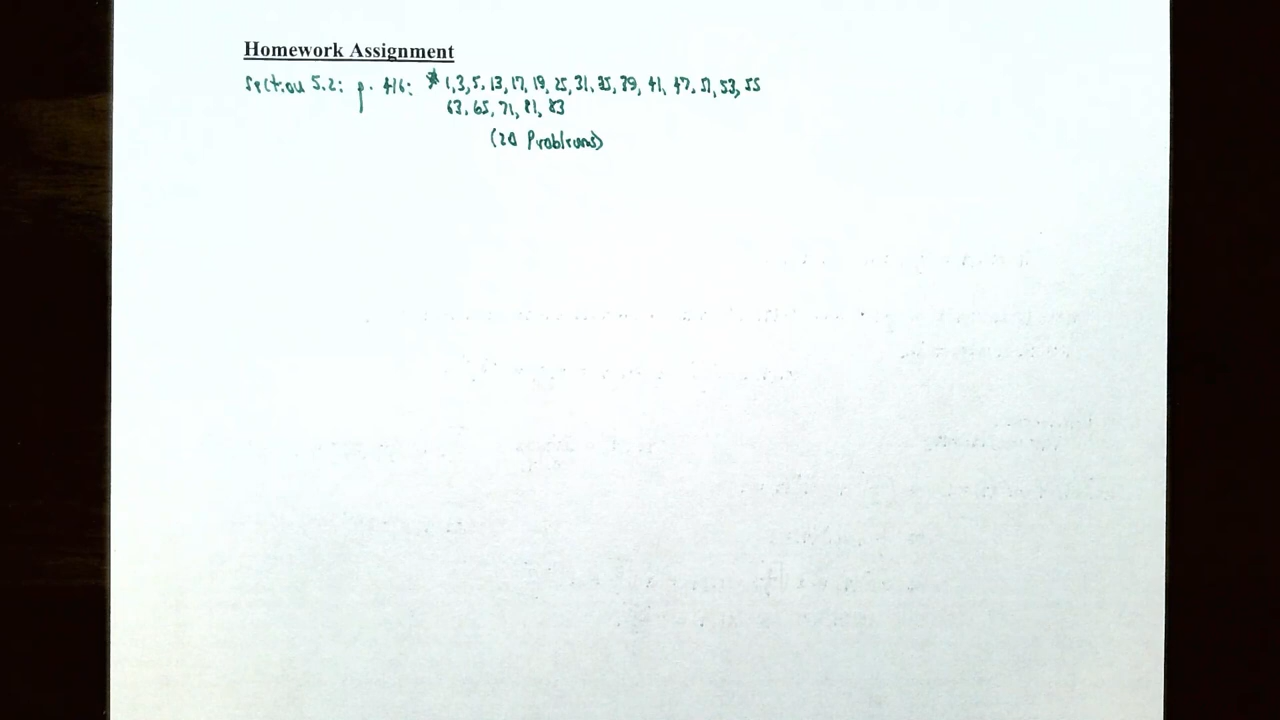 Homework Assignment
Section 5.2: p. 416: # 1,3,5,13,17,19,25,31,35,39,41,47,51,53,55
63,65,71,81,83
(20 Problems)